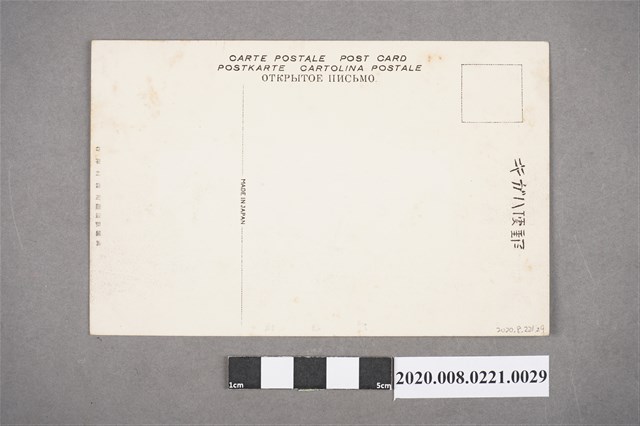 CARTE POSTALE POST CARD
POSTKARTE CARTOLINA POSTALE
ОТКРЫТОЕ ПИСЬМО
MADE IN JAPAN
キガハ便郵
1cm
5cm
2020.008.0221.0029